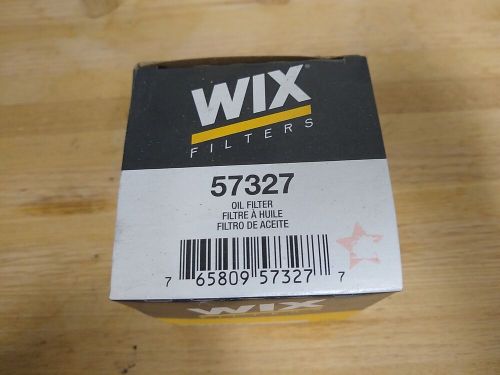 WIX®
FILTERS
57327
OIL FILTER
FILTRE À HUILE
FILTRO DE ACEITE
7 65809 57327 7
WIX